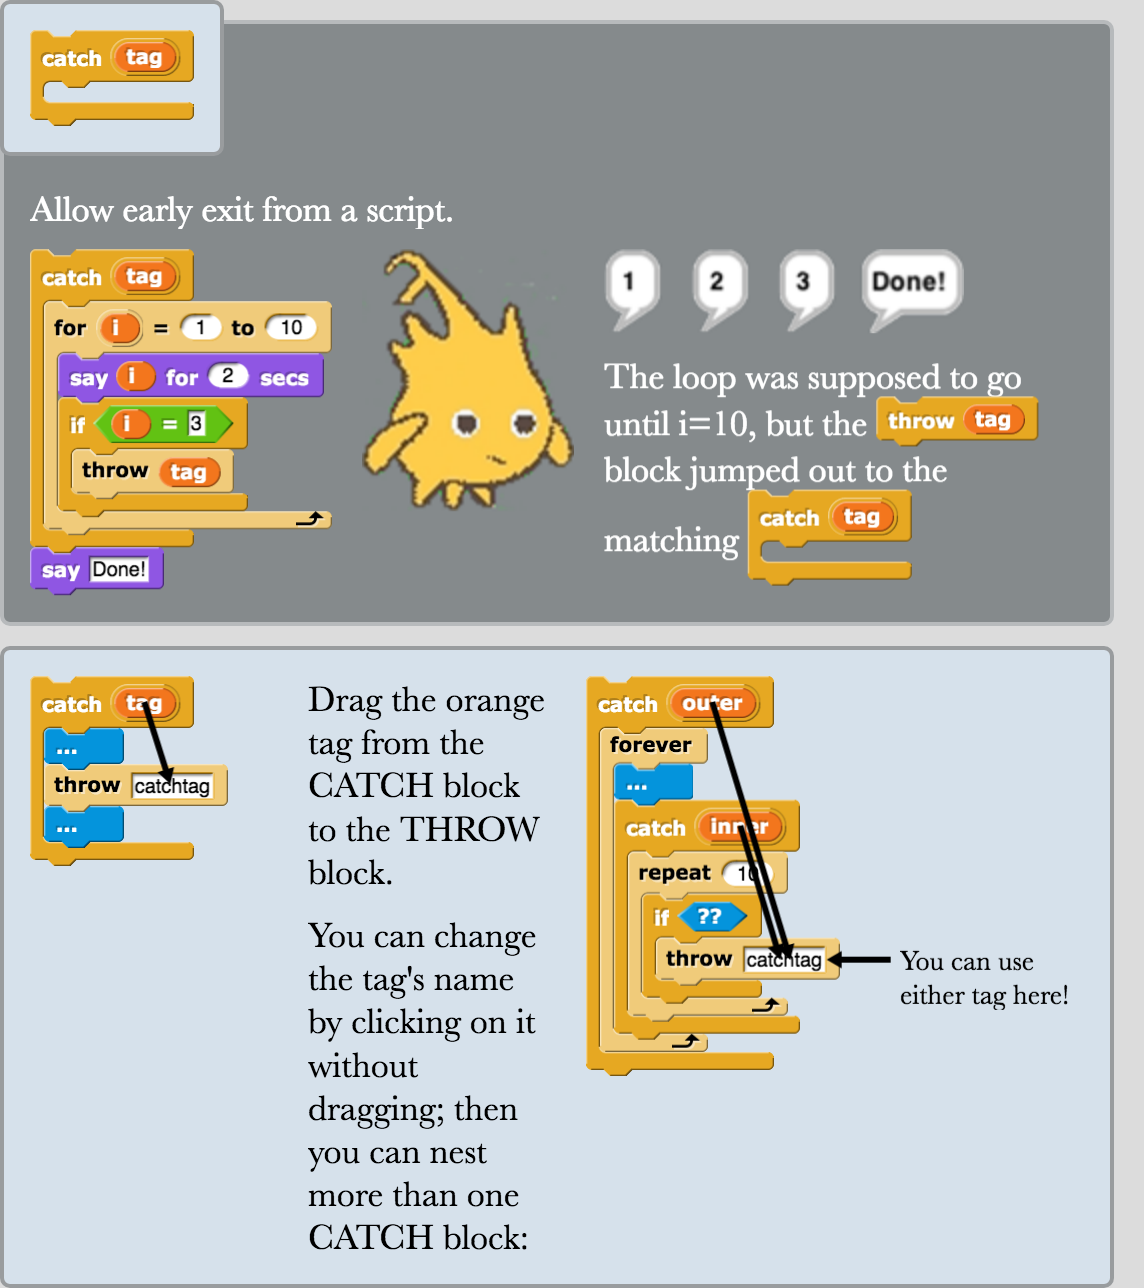 catch tag
Allow early exit from a script.
catch tag
for i = 1 to 10
say i for 2 secs
if i = 3
throw tag
say Done!
1 2 3 Done!
The loop was supposed to go
until i=10, but the throw tag
block jumped out to the
matching catch tag
catch tag
...
throw catchtag
...
Drag the orange
tag from the
CATCH block
to the THROW
block.
You can change
the tag's name
by clicking on it
without
dragging; then
you can nest
more than one
CATCH block:
catch outer
forever
...
catch inner
repeat 10
if ??
throw catchtag
You can use
either tag here!